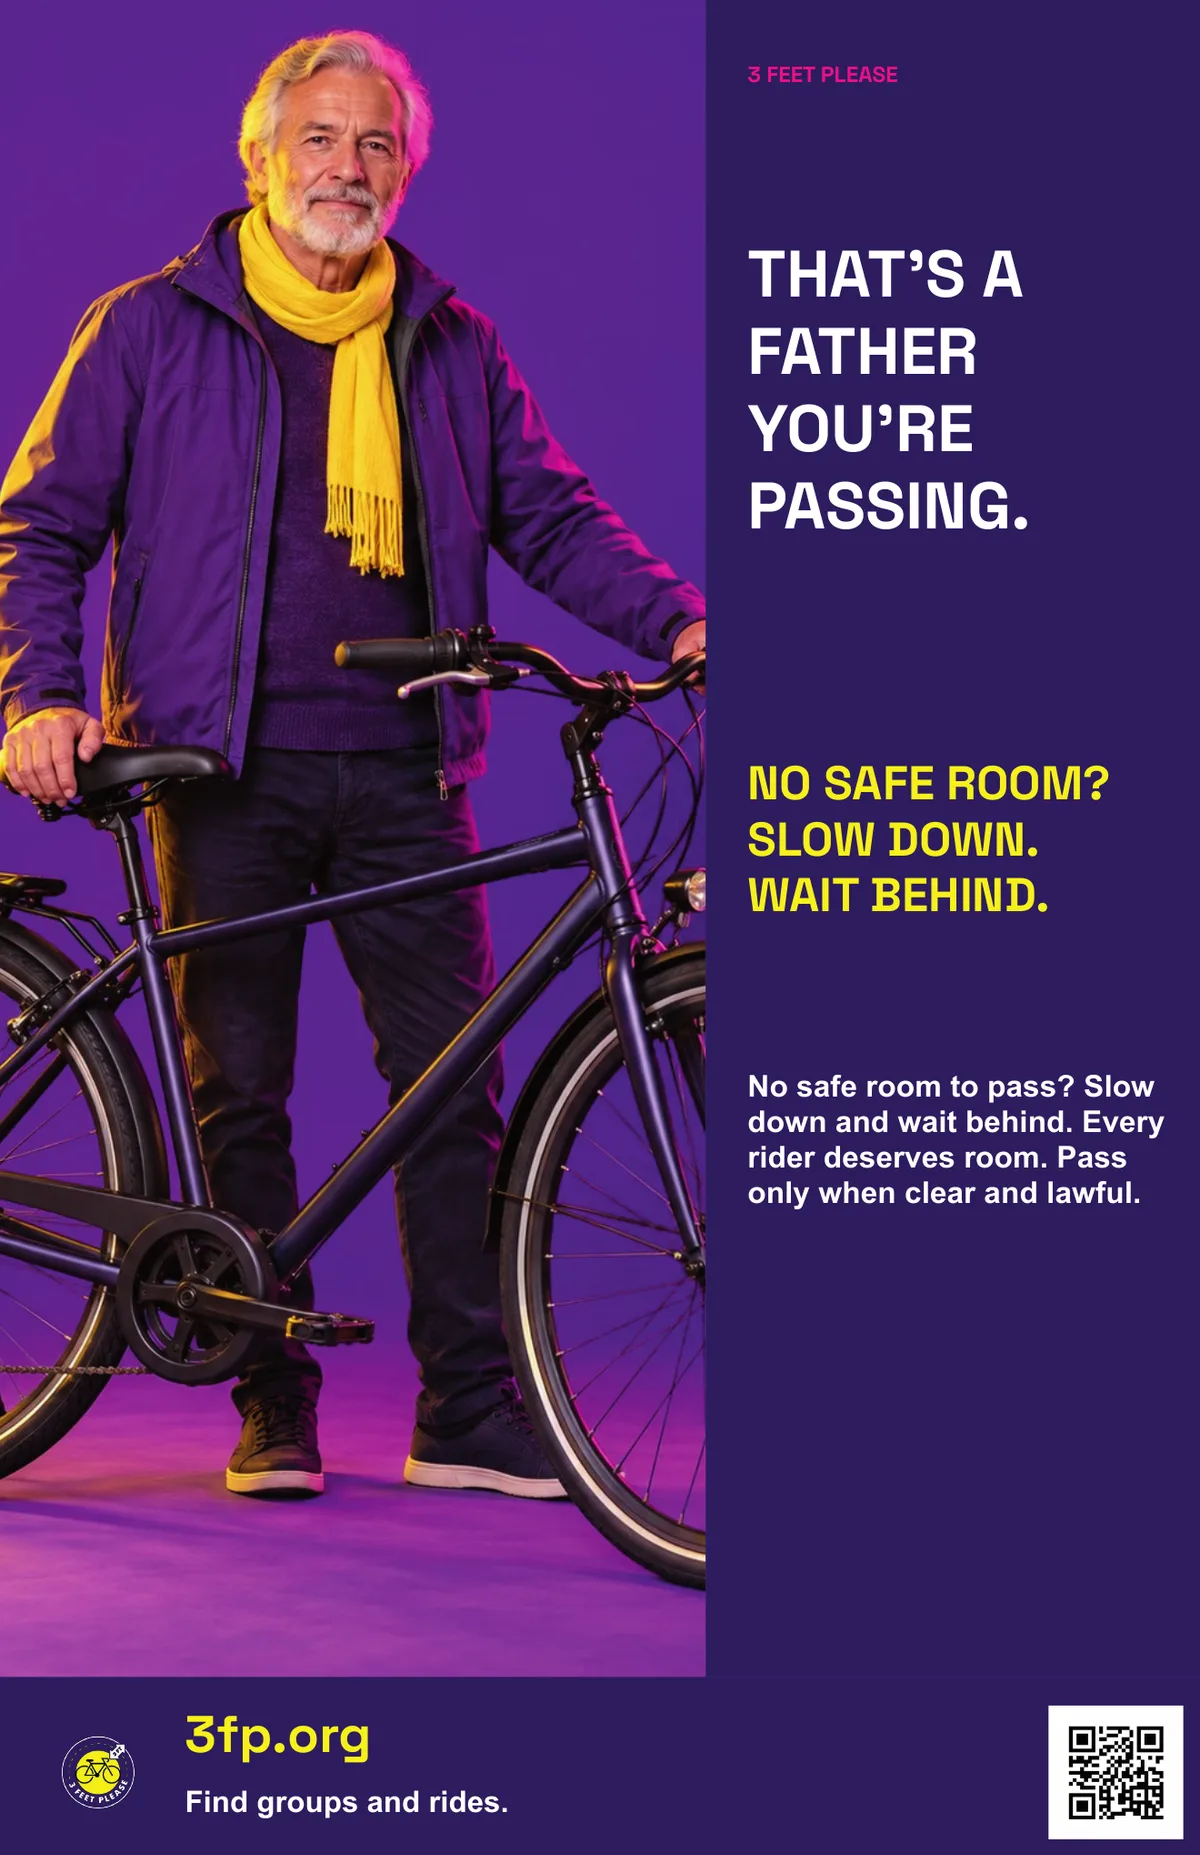 3 FEET PLEASE
THAT’S A
FATHER
YOU’RE
PASSING.
NO SAFE ROOM?
SLOW DOWN.
WAIT BEHIND.
No safe room to pass? Slow
down and wait behind. Every
rider deserves room. Pass
only when clear and lawful.
3 FEET PLEASE
3fp.org
Find groups and rides.